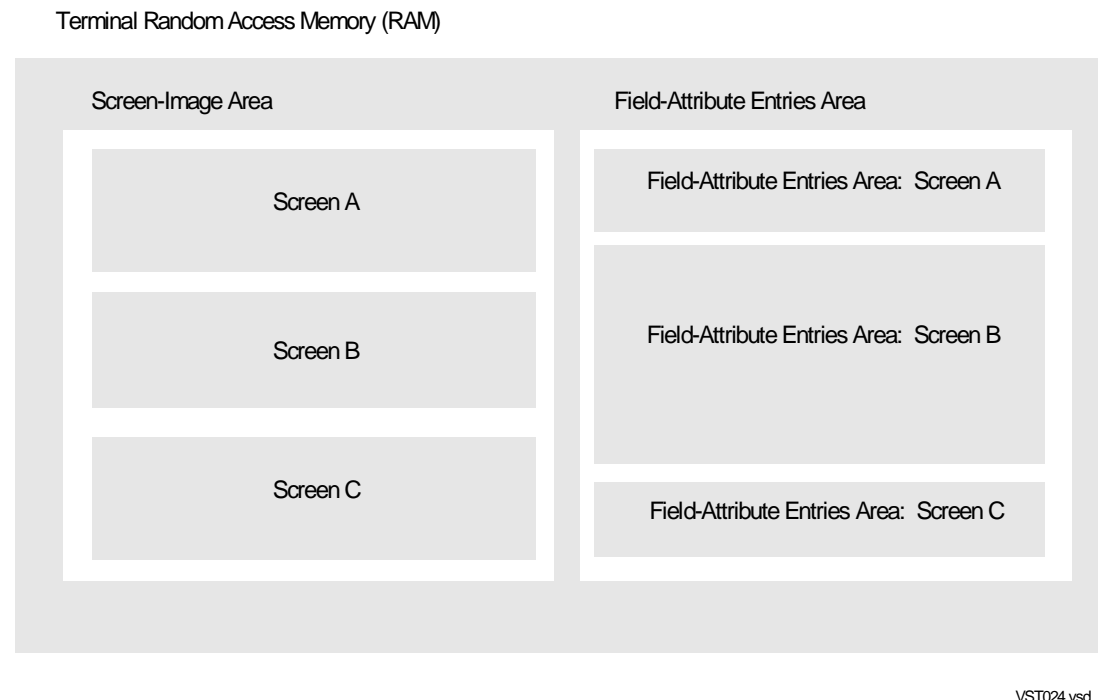 Terminal Random Access Memory (RAM)
Screen-Image Area
Field-Attribute Entries Area
Screen A
Field-Attribute Entries Area: Screen A
Screen B
Field-Attribute Entries Area: Screen B
Screen C
Field-Attribute Entries Area: Screen C
VST024.vsd